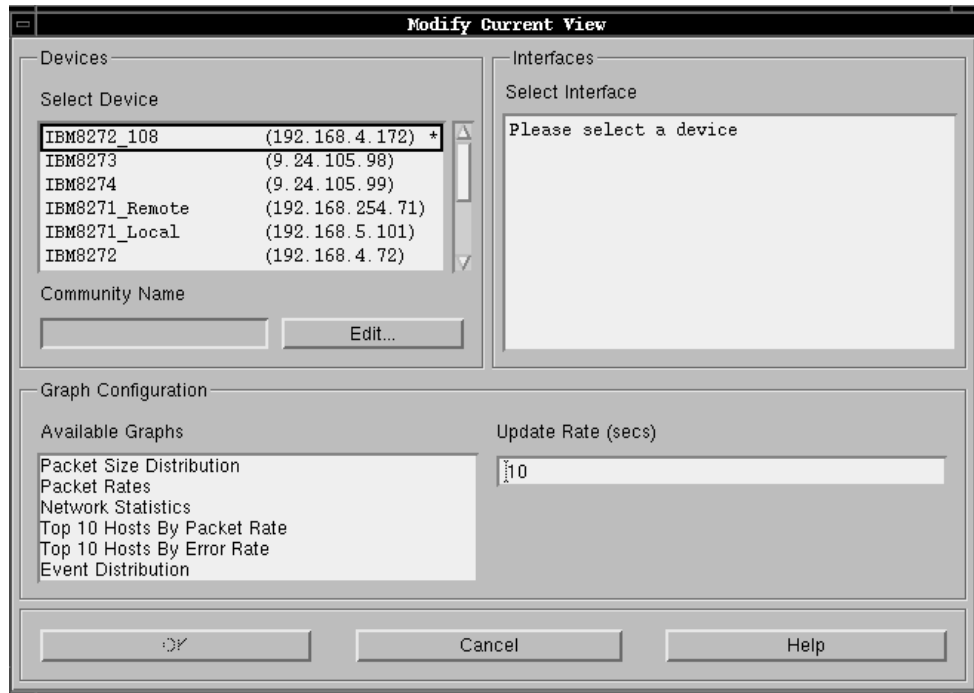 Modify Current View
Devices
Select Device
IBM8272_108 (192.168.4.172) *
IBM8273 (9.24.105.98)
IBM8274 (9.24.105.99)
IBM8271_Remote (192.168.254.71)
IBM8271_Local (192.168.5.101)
IBM8272 (192.168.4.72)
Community Name
Edit...
Interfaces
Select Interface
Please select a device
Graph Configuration
Available Graphs
Packet Size Distribution
Packet Rates
Network Statistics
Top 10 Hosts By Packet Rate
Top 10 Hosts By Error Rate
Event Distribution
Update Rate (secs)
10
OK
Cancel
Help